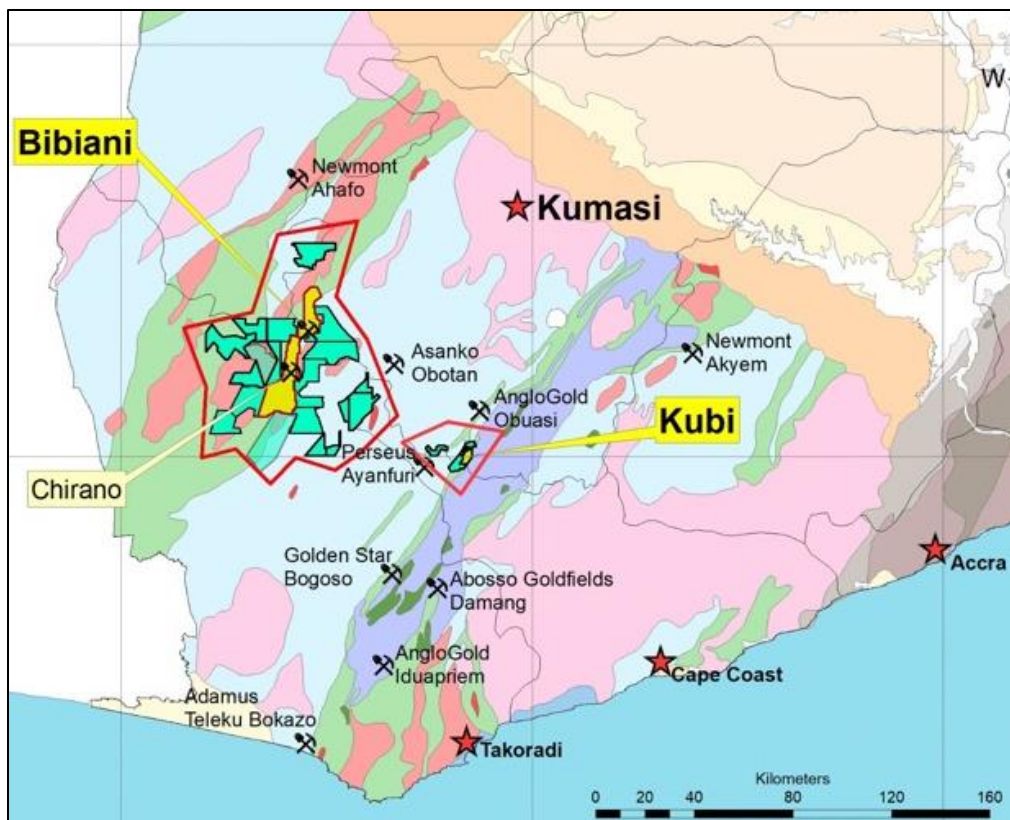 W
Bibiani
Newmont
Ahafo
Kumasi
Newmont
Akyem
Asanko
Obotan
AngloGold
Obuasi
Kubi
Perseus
Ayanfuri
Chirano
Golden Star
Bogoso
Abosso Goldfields
Damang
Accra
AngloGold
Iduapriem
Cape Coast
Adamus
Teleku Bokazo
Takoradi
Kilometers
0 20 40 80 120 160